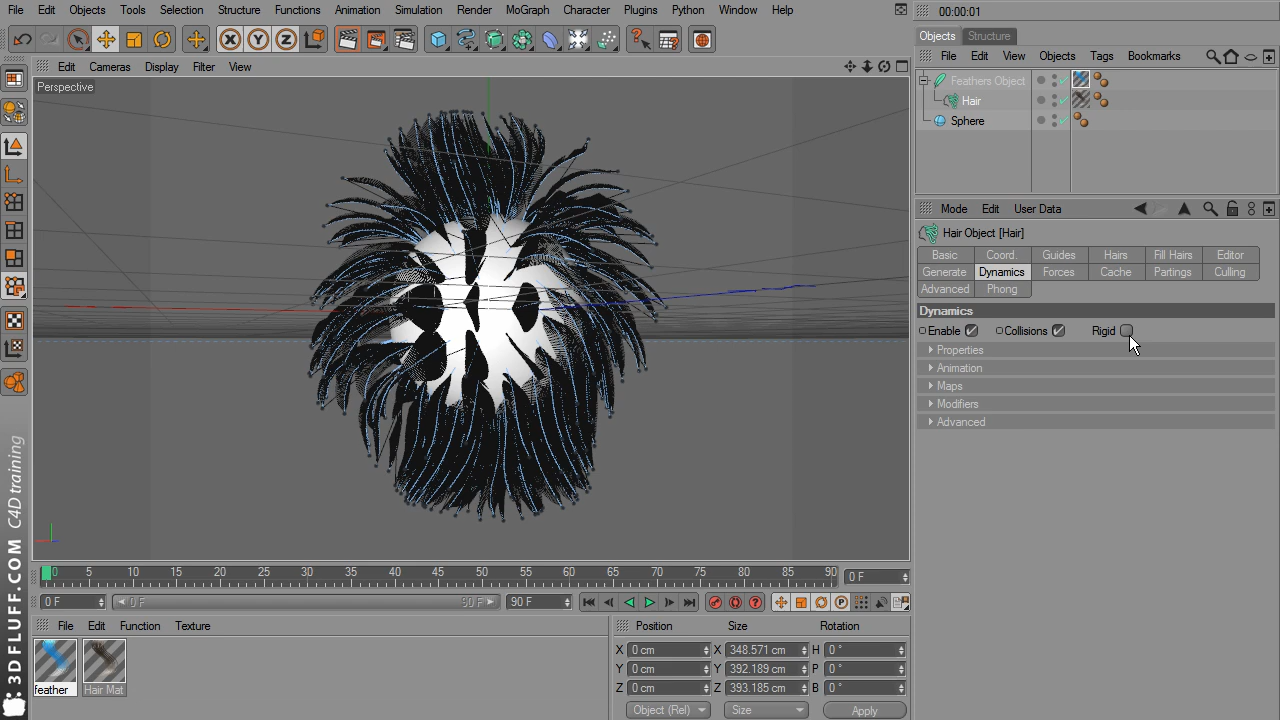 File Edit Objects Tools Selection Structure Functions Animation Simulation Render MoGraph Character Plugins Python Window Help
00:00:01
Objects Structure
File Edit View Objects Tags Bookmarks
Edit Cameras Display Filter View
Perspective
Feathers Object
Hair
Sphere
Mode Edit User Data
Hair Object [Hair]
Basic Coord. Guides Hairs Fill Hairs Editor
Generate Dynamics Forces Cache Partings Culling
Advanced Phong
Dynamics
Enable Collisions Rigid
Properties
Animation
Maps
Modifiers
Advanced
3DFLUFF.COM C4D training
0 5 10 15 20 25 30 35 40 45 50 55 60 65 70 75 80 85 90
0 F
0 F 0 F 90 F 90 F
File Edit Function Texture
feather Hair Mat
Position Size Rotation
X 0 cm X 348.571 cm H 0 °
Y 0 cm Y 392.189 cm P 0 °
Z 0 cm Z 393.185 cm B 0 °
Object (Rel) Size Apply